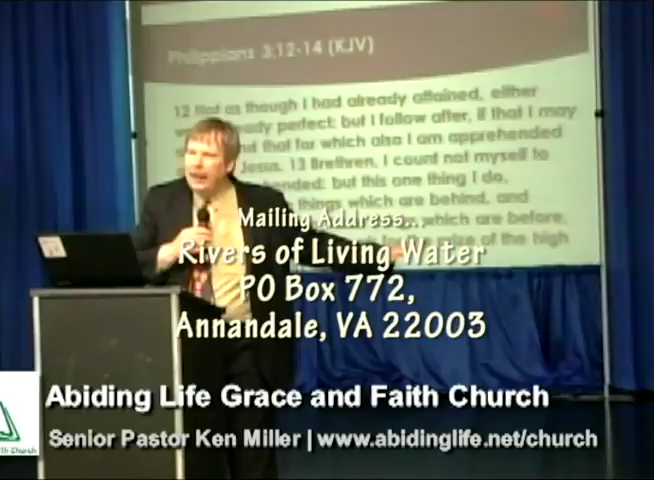 Philippians 3:12-14 (KJV)
12 Not as though I had already attained, either
already perfect: but I follow after, if that I may
that for which also I am apprehended
Jesus. 13 Brethren, I count not myself to
but this one thing I do,
things which are behind, and
which are before,
of the high
Mailing Address...
Rivers of Living Water
PO Box 772,
Annandale, VA 22003
Abiding Life Grace and Faith Church
Senior Pastor Ken Miller | www.abidinglife.net/church
ith Church